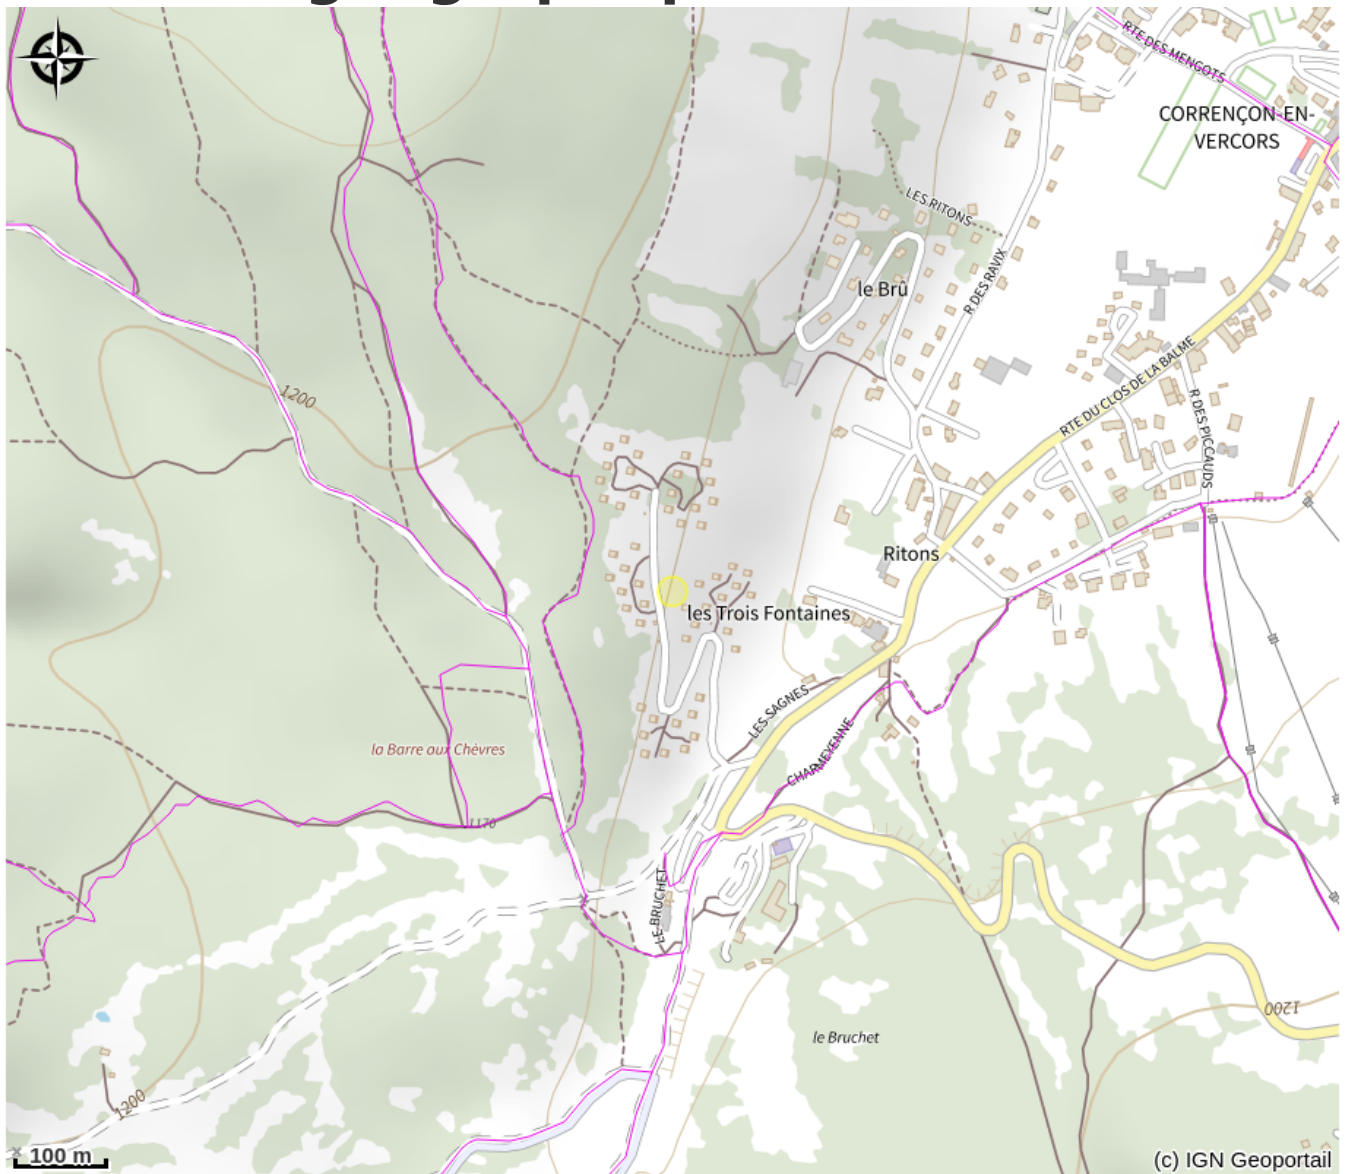 RTE DES MENGOTS
CORRENÇON-EN-
VERCORS
LES RITONS
R DES RAVIX
le Brû
RTE DU CLOS DE LA BALME
R DES PICCAUDS
1200
Ritons
les Trois Fontaines
LES SAGNES
CHARMEYENNE
la Barre aux Chèvres
1170
LE BRUCHET
le Bruchet
1200
1200
100 m
(c) IGN Geoportail